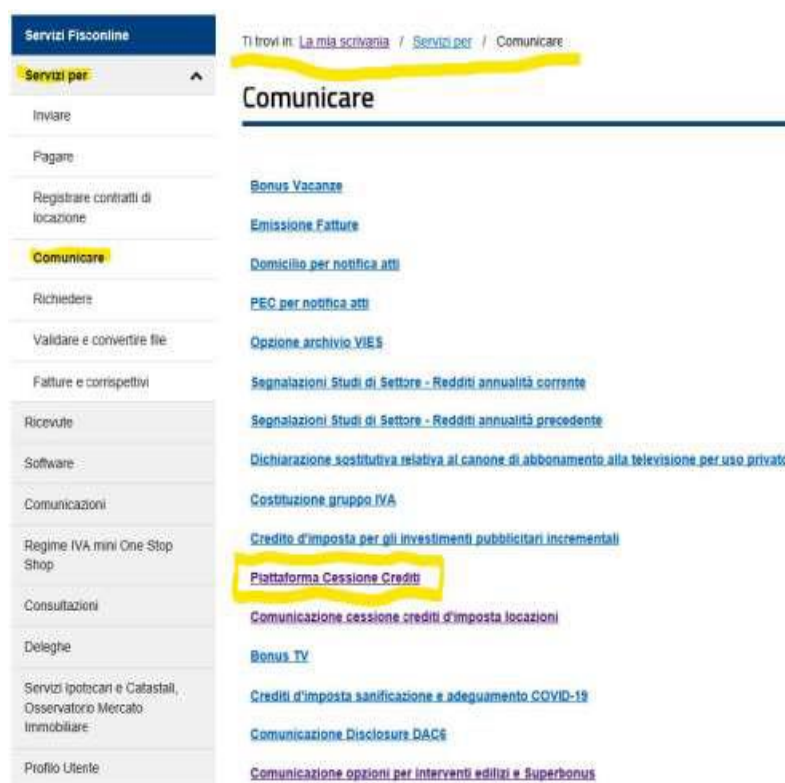 Servizi Fisconline
Servizi per
Inviare
Pagare
Registrare contratti di
locazione
Comunicare
Richiedere
Validare e convertire file
Fatture e corrispettivi
Ricevute
Software
Comunicazioni
Regime IVA mini One Stop
Shop
Consultazioni
Deleghe
Servizi Ipotecari e Catastali,
Osservatorio Mercato
Immobiliare
Profilo Utente
Ti trovi in: La mia scrivania / Servizi per / Comunicare
Comunicare
Bonus Vacanze
Emissione Fatture
Domicilio per notifica atti
PEC per notifica atti
Opzione archivio VIES
Segnalazioni Studi di Settore - Redditi annualità corrente
Segnalazioni Studi di Settore - Redditi annualità precedente
Dichiarazione sostitutiva relativa al canone di abbonamento alla televisione per uso privato
Costituzione gruppo IVA
Credito d'imposta per gli investimenti pubblicitari incrementali
Piattaforma Cessione Crediti
Comunicazione cessione crediti d'imposta locazioni
Bonus TV
Crediti d'imposta sanificazione e adeguamento COVID-19
Comunicazione Disclosure DAC6
Comunicazione opzioni per interventi edilizi e Superbonus